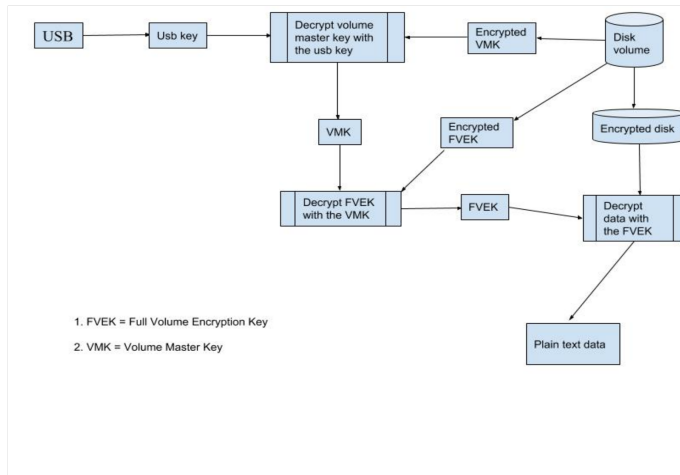 USB
Usb key
Decrypt volume
master key with
the usb key
Encrypted
VMK
Disk
volume
VMK
Encrypted
FVEK
Encrypted disk
Decrypt FVEK
with the VMK
FVEK
Decrypt
data with
the FVEK
1. FVEK = Full Volume Encryption Key
2. VMK = Volume Master Key
Plain text data